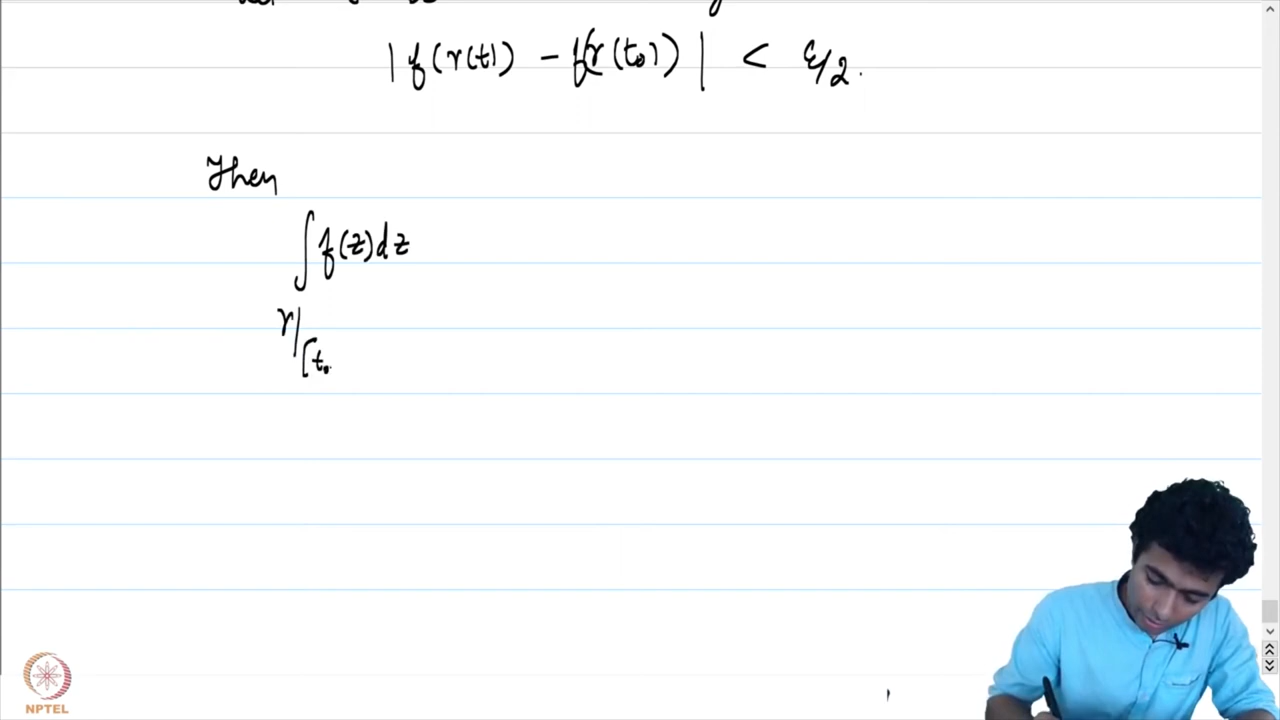 |f(γ(t)) - f(γ(t₀))| < ε/2.
Then
∫f(z)dz
γ|[t₀
NPTEL